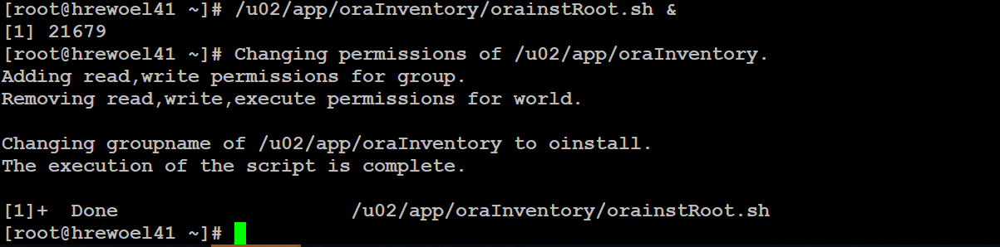 [root@hrewoel41 ~]# /u02/app/oraInventory/orainstRoot.sh &
[1] 21679
[root@hrewoel41 ~]# Changing permissions of /u02/app/oraInventory.
Adding read,write permissions for group.
Removing read,write,execute permissions for world.
Changing groupname of /u02/app/oraInventory to oinstall.
The execution of the script is complete.
[1]+  Done                    /u02/app/oraInventory/orainstRoot.sh
[root@hrewoel41 ~]#